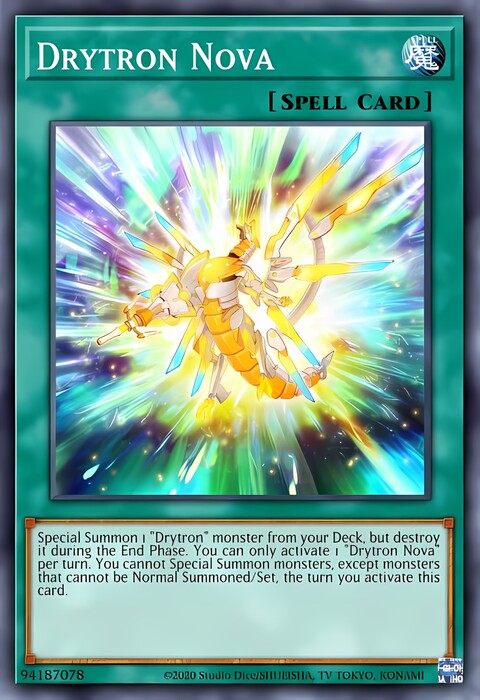 DRYTRON NOVA
魔
[SPELL CARD]
Special Summon 1 "Drytron" monster from your Deck, but destroy
it during the End Phase. You can only activate 1 "Drytron Nova"
per turn. You cannot Special Summon monsters, except monsters
that cannot be Normal Summoned/Set, the turn you activate this
card.
94187078
©2020 Studio Dice/SHUEISHA, TV TOKYO, KONAMI